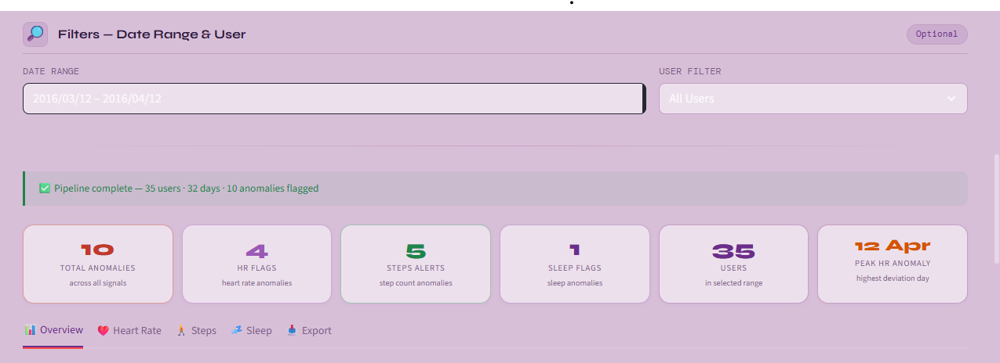 Filters — Date Range & User
Optional
DATE RANGE
USER FILTER
2016/03/12 – 2016/04/12
All Users
Pipeline complete — 35 users · 32 days · 10 anomalies flagged
10
TOTAL ANOMALIES
across all signals
4
HR FLAGS
heart rate anomalies
5
STEPS ALERTS
step count anomalies
1
SLEEP FLAGS
sleep anomalies
35
USERS
in selected range
12 Apr
PEAK HR ANOMALY
highest deviation day
Overview
Heart Rate
Steps
Sleep
Export